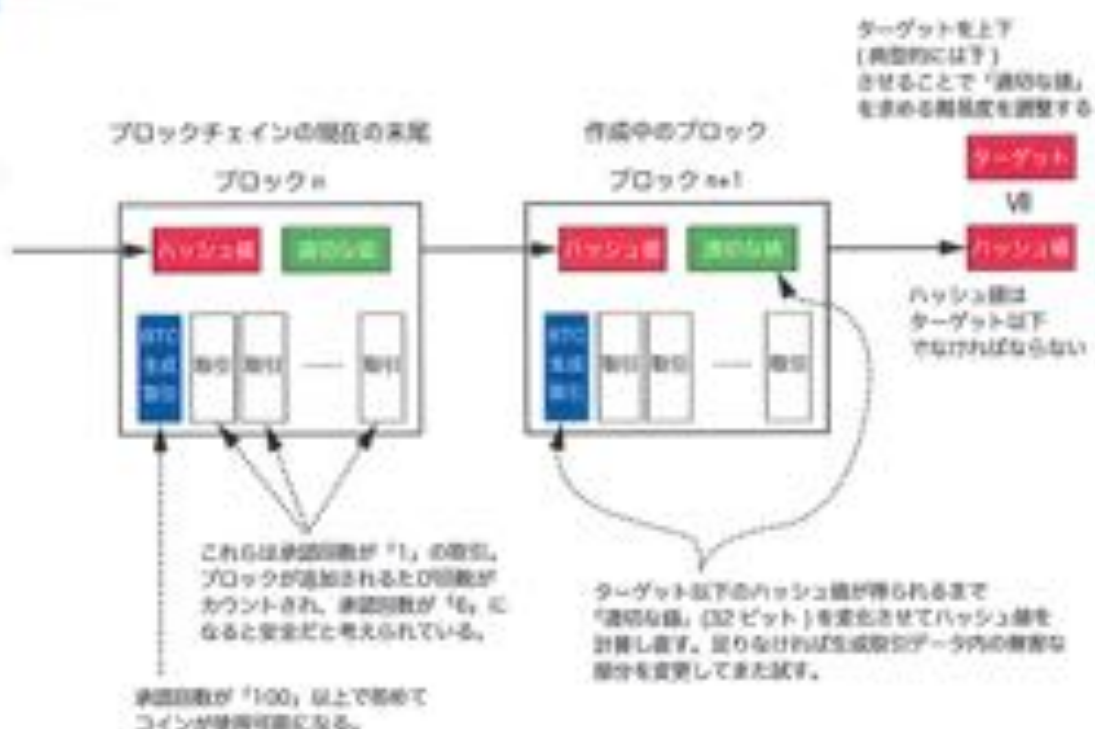 ターゲットを上下
(典型的には下)
させることで「適切な値」
を求める難易度を調整する
ブロックチェインの現在の末尾
作成中のブロック
ブロック n
ブロック n+1
ターゲット
VII
ハッシュ値
適切な値
ハッシュ値
適切な値
ハッシュ値
ハッシュ値は
ターゲット以下
でなければならない
BTC
生成
取引
取引
取引
……
取引
BTC
生成
取引
取引
取引
……
取引
これらは承認回数が「1」の取引。
ブロックが追加されるたび回数が
カウントされ、承認回数が「6」に
なると安全だと考えられている。
ターゲット以下のハッシュ値が得られるまで
「適切な値」(32 ビット) を変化させてハッシュ値を
計算し直す。足りなければ生成取引データ内の無害な
部分を変更してまた試す。
承認回数が「100」以上で初めて
コインが使用可能になる。